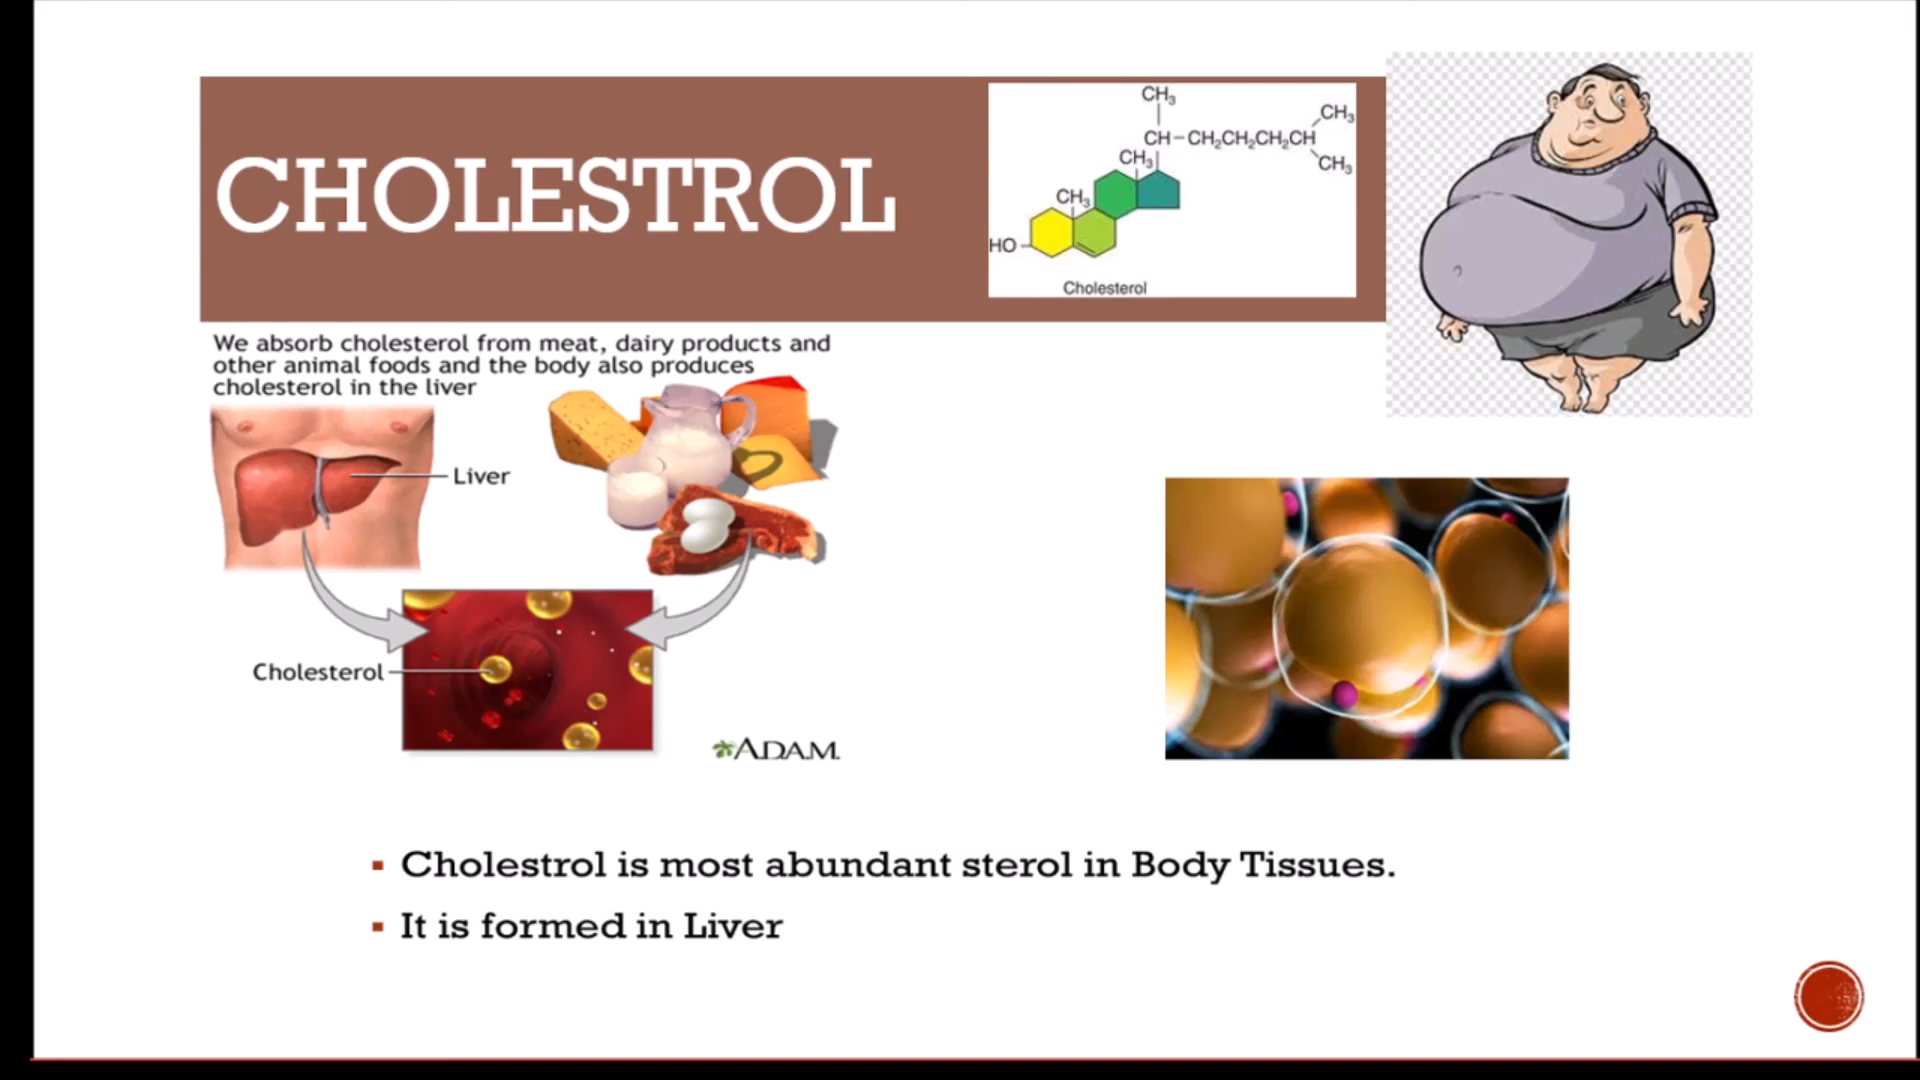 CHOLESTROL
CH₃
CH₃
CH–CH₂CH₂CH₂CH
CH₃
CH₃
CH₃
HO
Cholesterol
We absorb cholesterol from meat, dairy products and
other animal foods and the body also produces
cholesterol in the liver
Liver
Cholesterol
ADAM.
Cholestrol is most abundant sterol in Body Tissues.
It is formed in Liver